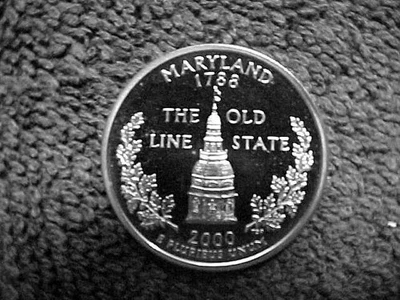 MARYLAND
1788
THE OLD
LINE STATE
2000
E PLURIBUS UNUM